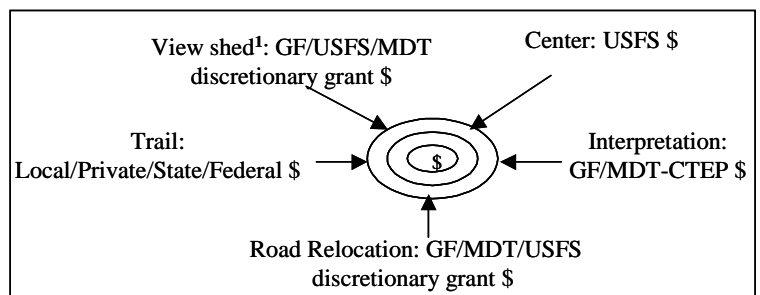 View shed¹: GF/USFS/MDT
discretionary grant $
Center: USFS $
Trail:
Local/Private/State/Federal $
$
Interpretation:
GF/MDT-CTEP $
Road Relocation: GF/MDT/USFS
discretionary grant $